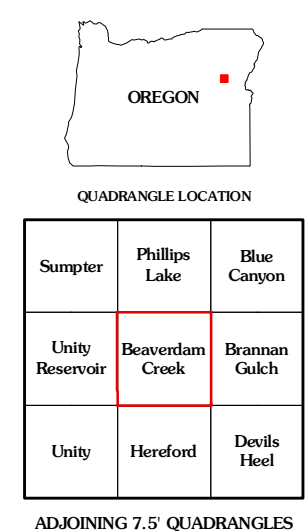 OREGON
QUADRANGLE LOCATION
Sumpter
Phillips
Lake
Blue
Canyon
Unity
Reservoir
Beaverdam
Creek
Brannan
Gulch
Unity
Hereford
Devils
Heel
ADJOINING 7.5' QUADRANGLES